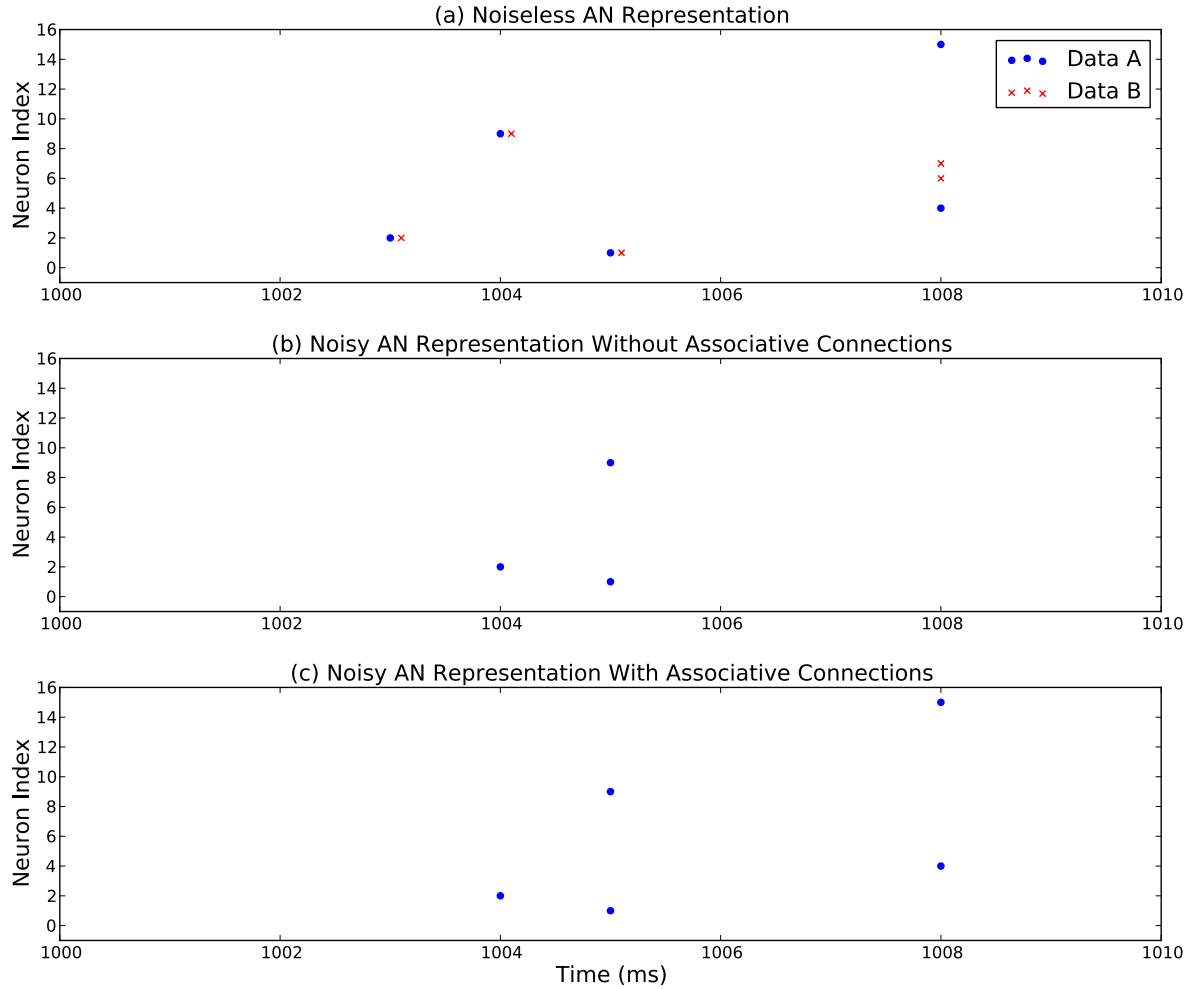 (a) Noiseless AN Representation
16
14
12
10
8
6
4
2
0
Neuron Index
Data A
Data B
1000 1002 1004 1006 1008 1010
(b) Noisy AN Representation Without Associative Connections
16
14
12
10
8
6
4
2
0
Neuron Index
1000 1002 1004 1006 1008 1010
(c) Noisy AN Representation With Associative Connections
16
14
12
10
8
6
4
2
0
Neuron Index
1000 1002 1004 1006 1008 1010
Time (ms)